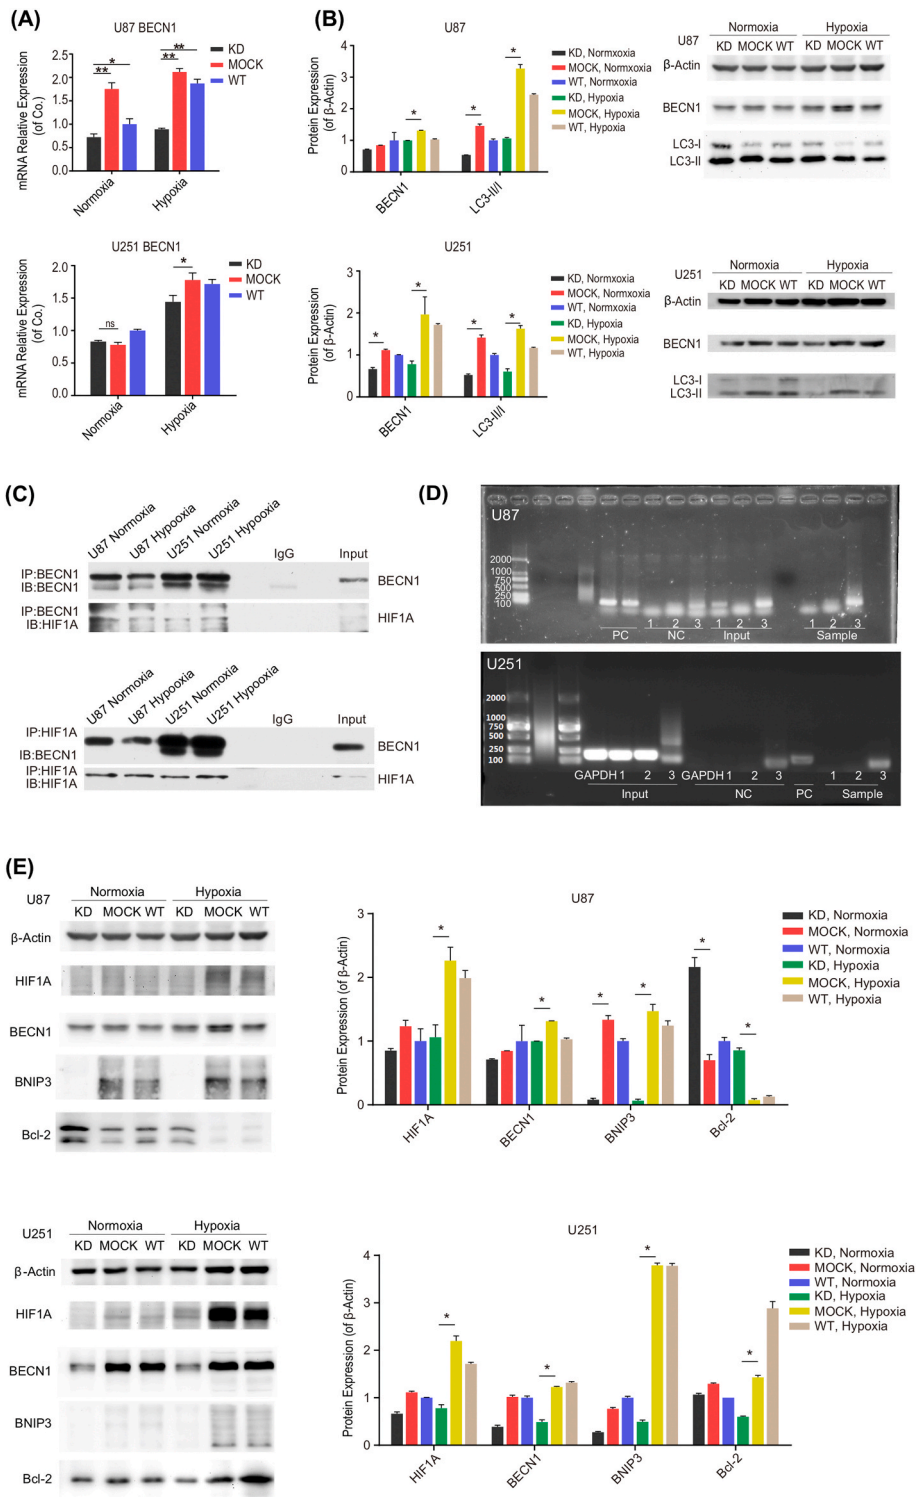 (A)
U87 BECN1
mRNA Relative Expression
(of Co.)
2.5
2.0
1.5
1.0
0.5
0.0
**
*
**
**
KD
MOCK
WT
Normoxia
Hypoxia
U251 BECN1
mRNA Relative Expression
(of Co.)
2.0
1.5
1.0
0.5
0.0
ns
*
KD
MOCK
WT
Normoxia
Hypoxia
(B)
U87
Protein Expression
(of β-Actin)
4
3
2
1
0
*
*
*
KD, Normxoxia
MOCK, Normxoxia
WT, Normxoxia
KD, Hypoxia
MOCK, Hypoxia
WT, Hypoxia
BECN1
LC3-II/I
U251
Protein Expression
(of β-Actin)
3
2
1
0
*
*
*
*
KD, Normoxia
MOCK, Normoxia
WT, Normoxia
KD, Hypoxia
MOCK, Hypoxia
WT, Hypoxia
BECN1
LC3-II/I
Normoxia Hypoxia
U87 KD MOCK WT KD MOCK WT
β-Actin
BECN1
LC3-I
LC3-II
Normoxia Hypoxia
U251 KD MOCK WT KD MOCK WT
β-Actin
BECN1
LC3-I
LC3-II
(C)
U87 Normoxia
U87 Hypooxia
U251 Normoxia
U251 Hypooxia
IgG
Input
IP:BECN1
IB:BECN1
BECN1
IP:BECN1
IB:HIF1A
HIF1A
U87 Normoxia
U87 Hypooxia
U251 Normoxia
U251 Hypooxia
IgG
Input
IP:HIF1A
IB:BECN1
BECN1
IP:HIF1A
IB:HIF1A
HIF1A
(D)
U87
2000
1000
750
500
250
100
1 2 3 1 2 3 1 2 3
PC NC Input Sample
U251
2000
1000
750
500
250
100
GAPDH 1 2 3 GAPDH 1 2 3 1 2 3
Input NC PC Sample
(E)
Normoxia Hypoxia
U87
KD MOCK WT KD MOCK WT
β-Actin
HIF1A
BECN1
BNIP3
Bcl-2
U87
Protein Expression (of β-Actin)
3
2
1
0
*
*
*
*
*
*
KD, Normoxia
MOCK, Normoxia
WT, Normoxia
KD, Hypoxia
MOCK, Hypoxia
WT, Hypoxia
HIF1A
BECN1
BNIP3
Bcl-2
Normoxia Hypoxia
U251
KD MOCK WT KD MOCK WT
β-Actin
HIF1A
BECN1
BNIP3
Bcl-2
U251
Protein Expression (of β-Actin)
4
3
2
1
0
*
*
*
*
KD, Normoxia
MOCK, Normoxia
WT, Normoxia
KD, Hypoxia
MOCK, Hypoxia
WT, Hypoxia
HIF1A
BECN1
BNIP3
Bcl-2